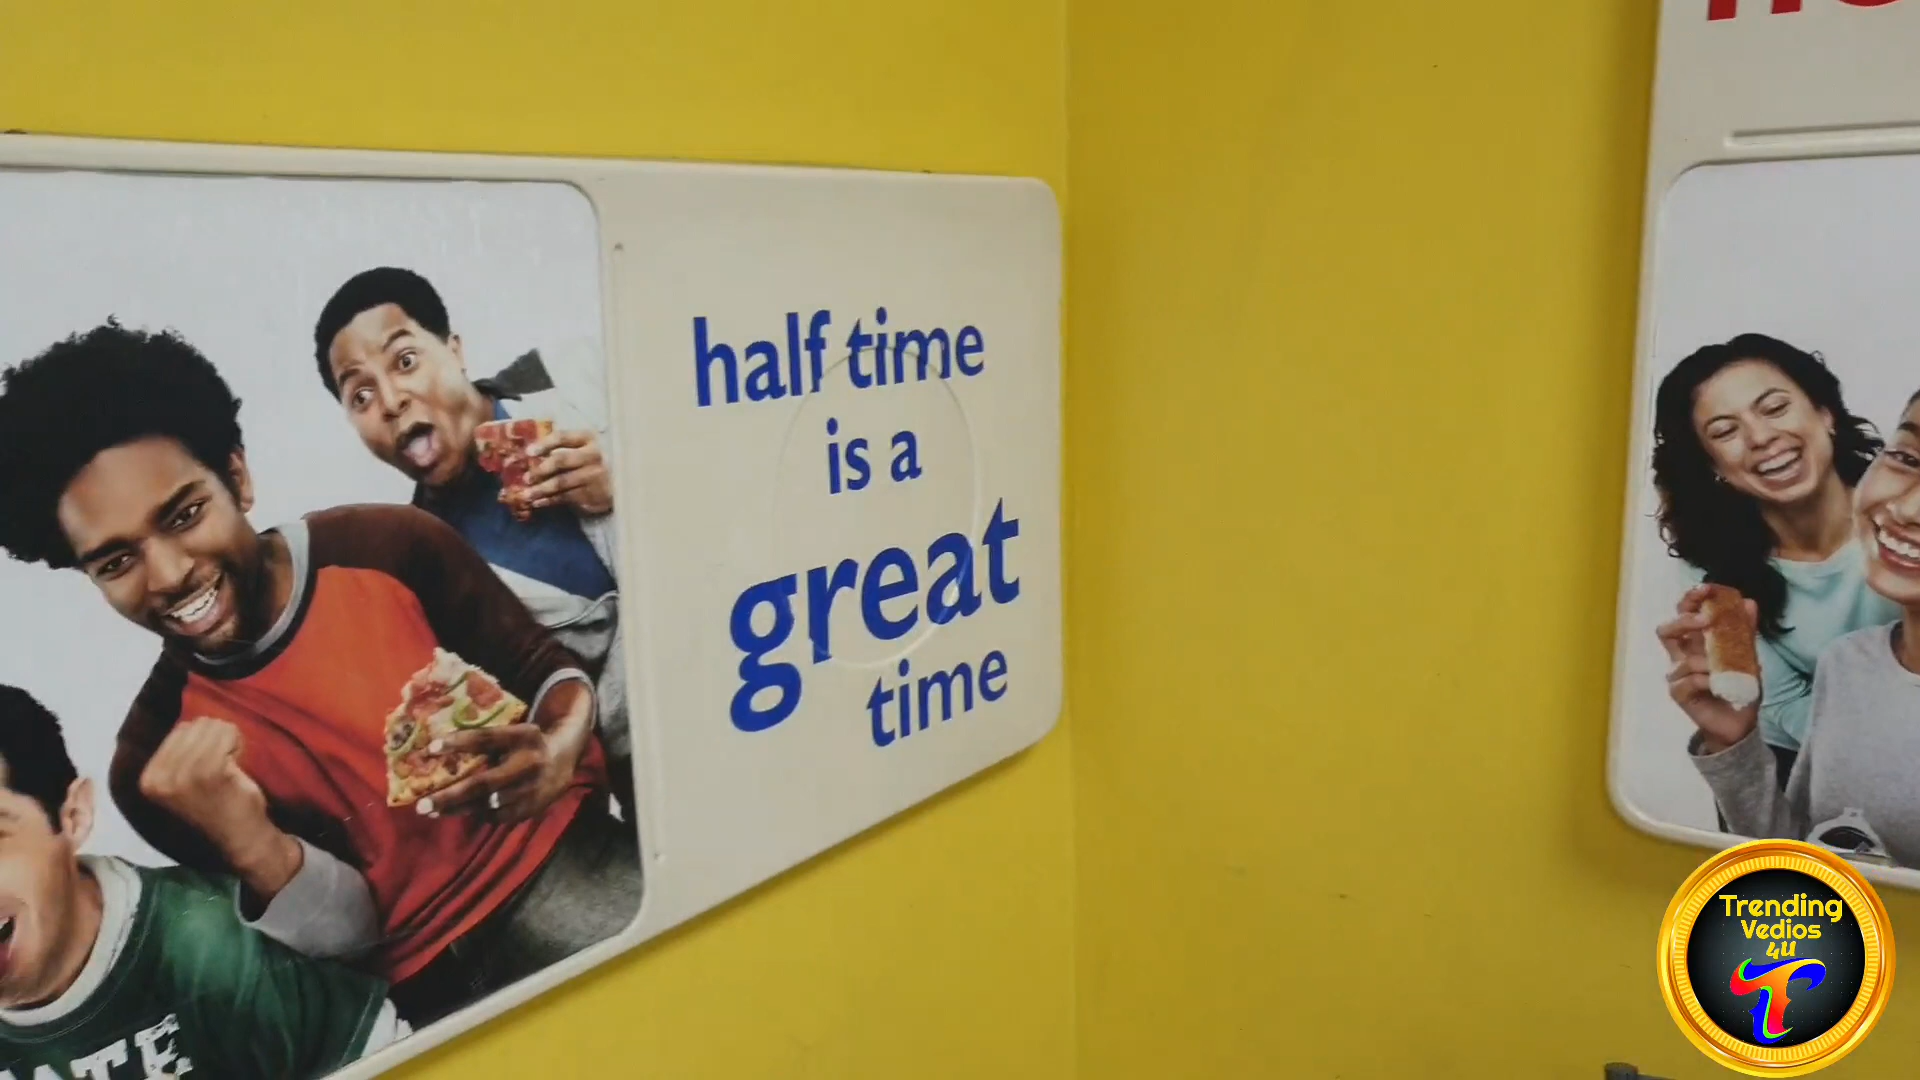 half time
is a
great
time
Trending
Vedios
4U